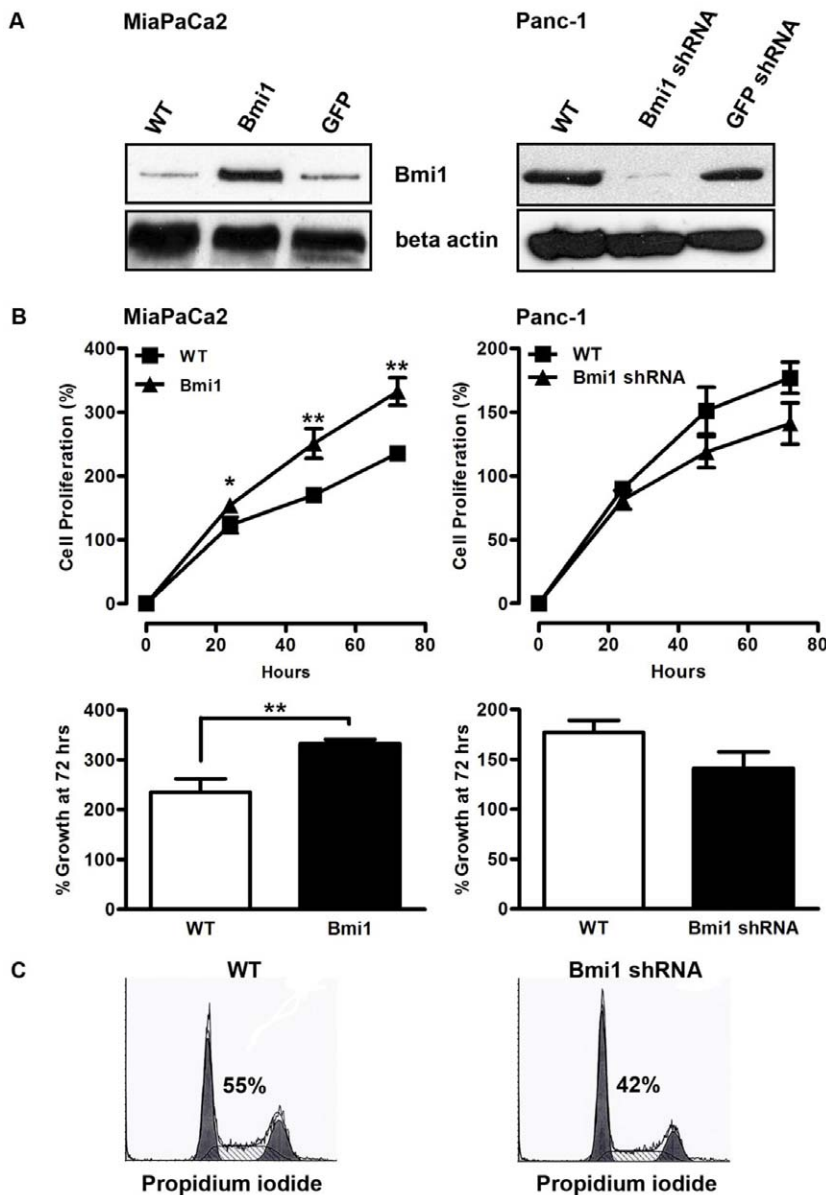 A
MiaPaCa2
Panc-1
WT
Bmi1
GFP
WT
Bmi1 shRNA
GFP shRNA
Bmi1
beta actin
B
MiaPaCa2
Panc-1
Cell Proliferation (%)
400
300
200
100
0
WT
Bmi1
*
**
**
0 20 40 60 80
Hours
Cell Proliferation (%)
200
150
100
50
0
WT
Bmi1 shRNA
0 20 40 60 80
Hours
% Growth at 72 hrs
400
300
200
100
0
**
WT Bmi1
% Growth at 72 hrs
200
150
100
50
0
WT Bmi1 shRNA
C
WT
55%
Propidium iodide
Bmi1 shRNA
42%
Propidium iodide